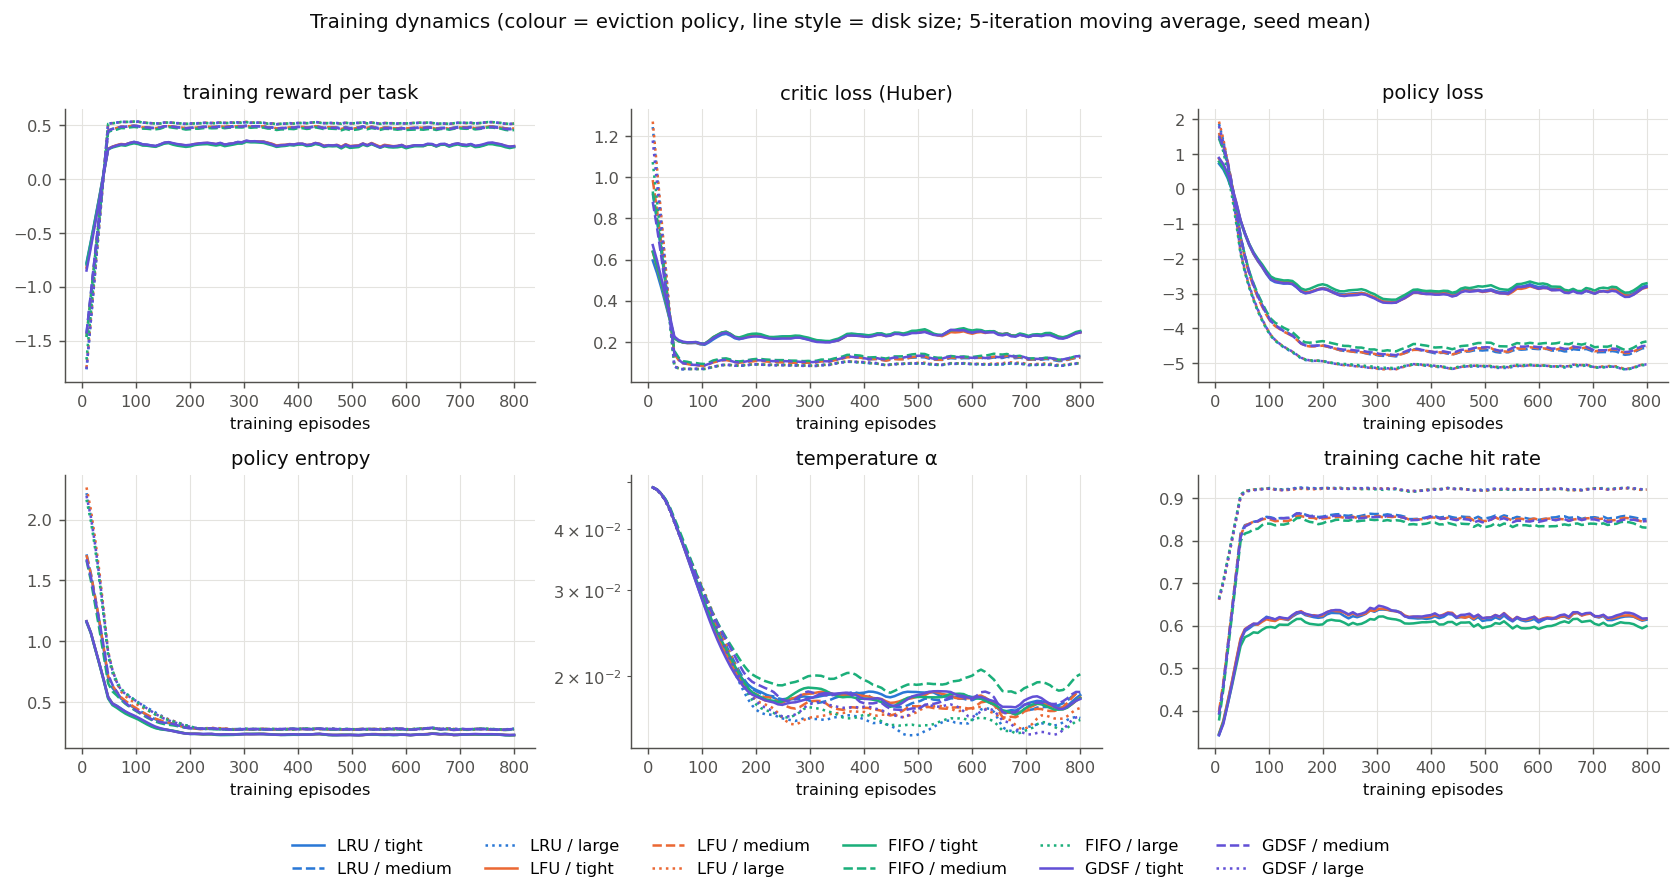 Training dynamics (colour = eviction policy, line style = disk size; 5-iteration moving average, seed mean)
training reward per task
0.5
0.0
−0.5
−1.0
−1.5
0 100 200 300 400 500 600 700 800
training episodes
critic loss (Huber)
1.2
1.0
0.8
0.6
0.4
0.2
0 100 200 300 400 500 600 700 800
training episodes
policy loss
2
1
0
−1
−2
−3
−4
−5
0 100 200 300 400 500 600 700 800
training episodes
policy entropy
2.0
1.5
1.0
0.5
0 100 200 300 400 500 600 700 800
training episodes
temperature α
4 × 10⁻²
3 × 10⁻²
2 × 10⁻²
0 100 200 300 400 500 600 700 800
training episodes
training cache hit rate
0.9
0.8
0.7
0.6
0.5
0.4
0 100 200 300 400 500 600 700 800
training episodes
LRU / tight LRU / large LFU / medium FIFO / tight FIFO / large GDSF / medium
LRU / medium LFU / tight LFU / large FIFO / medium GDSF / tight GDSF / large